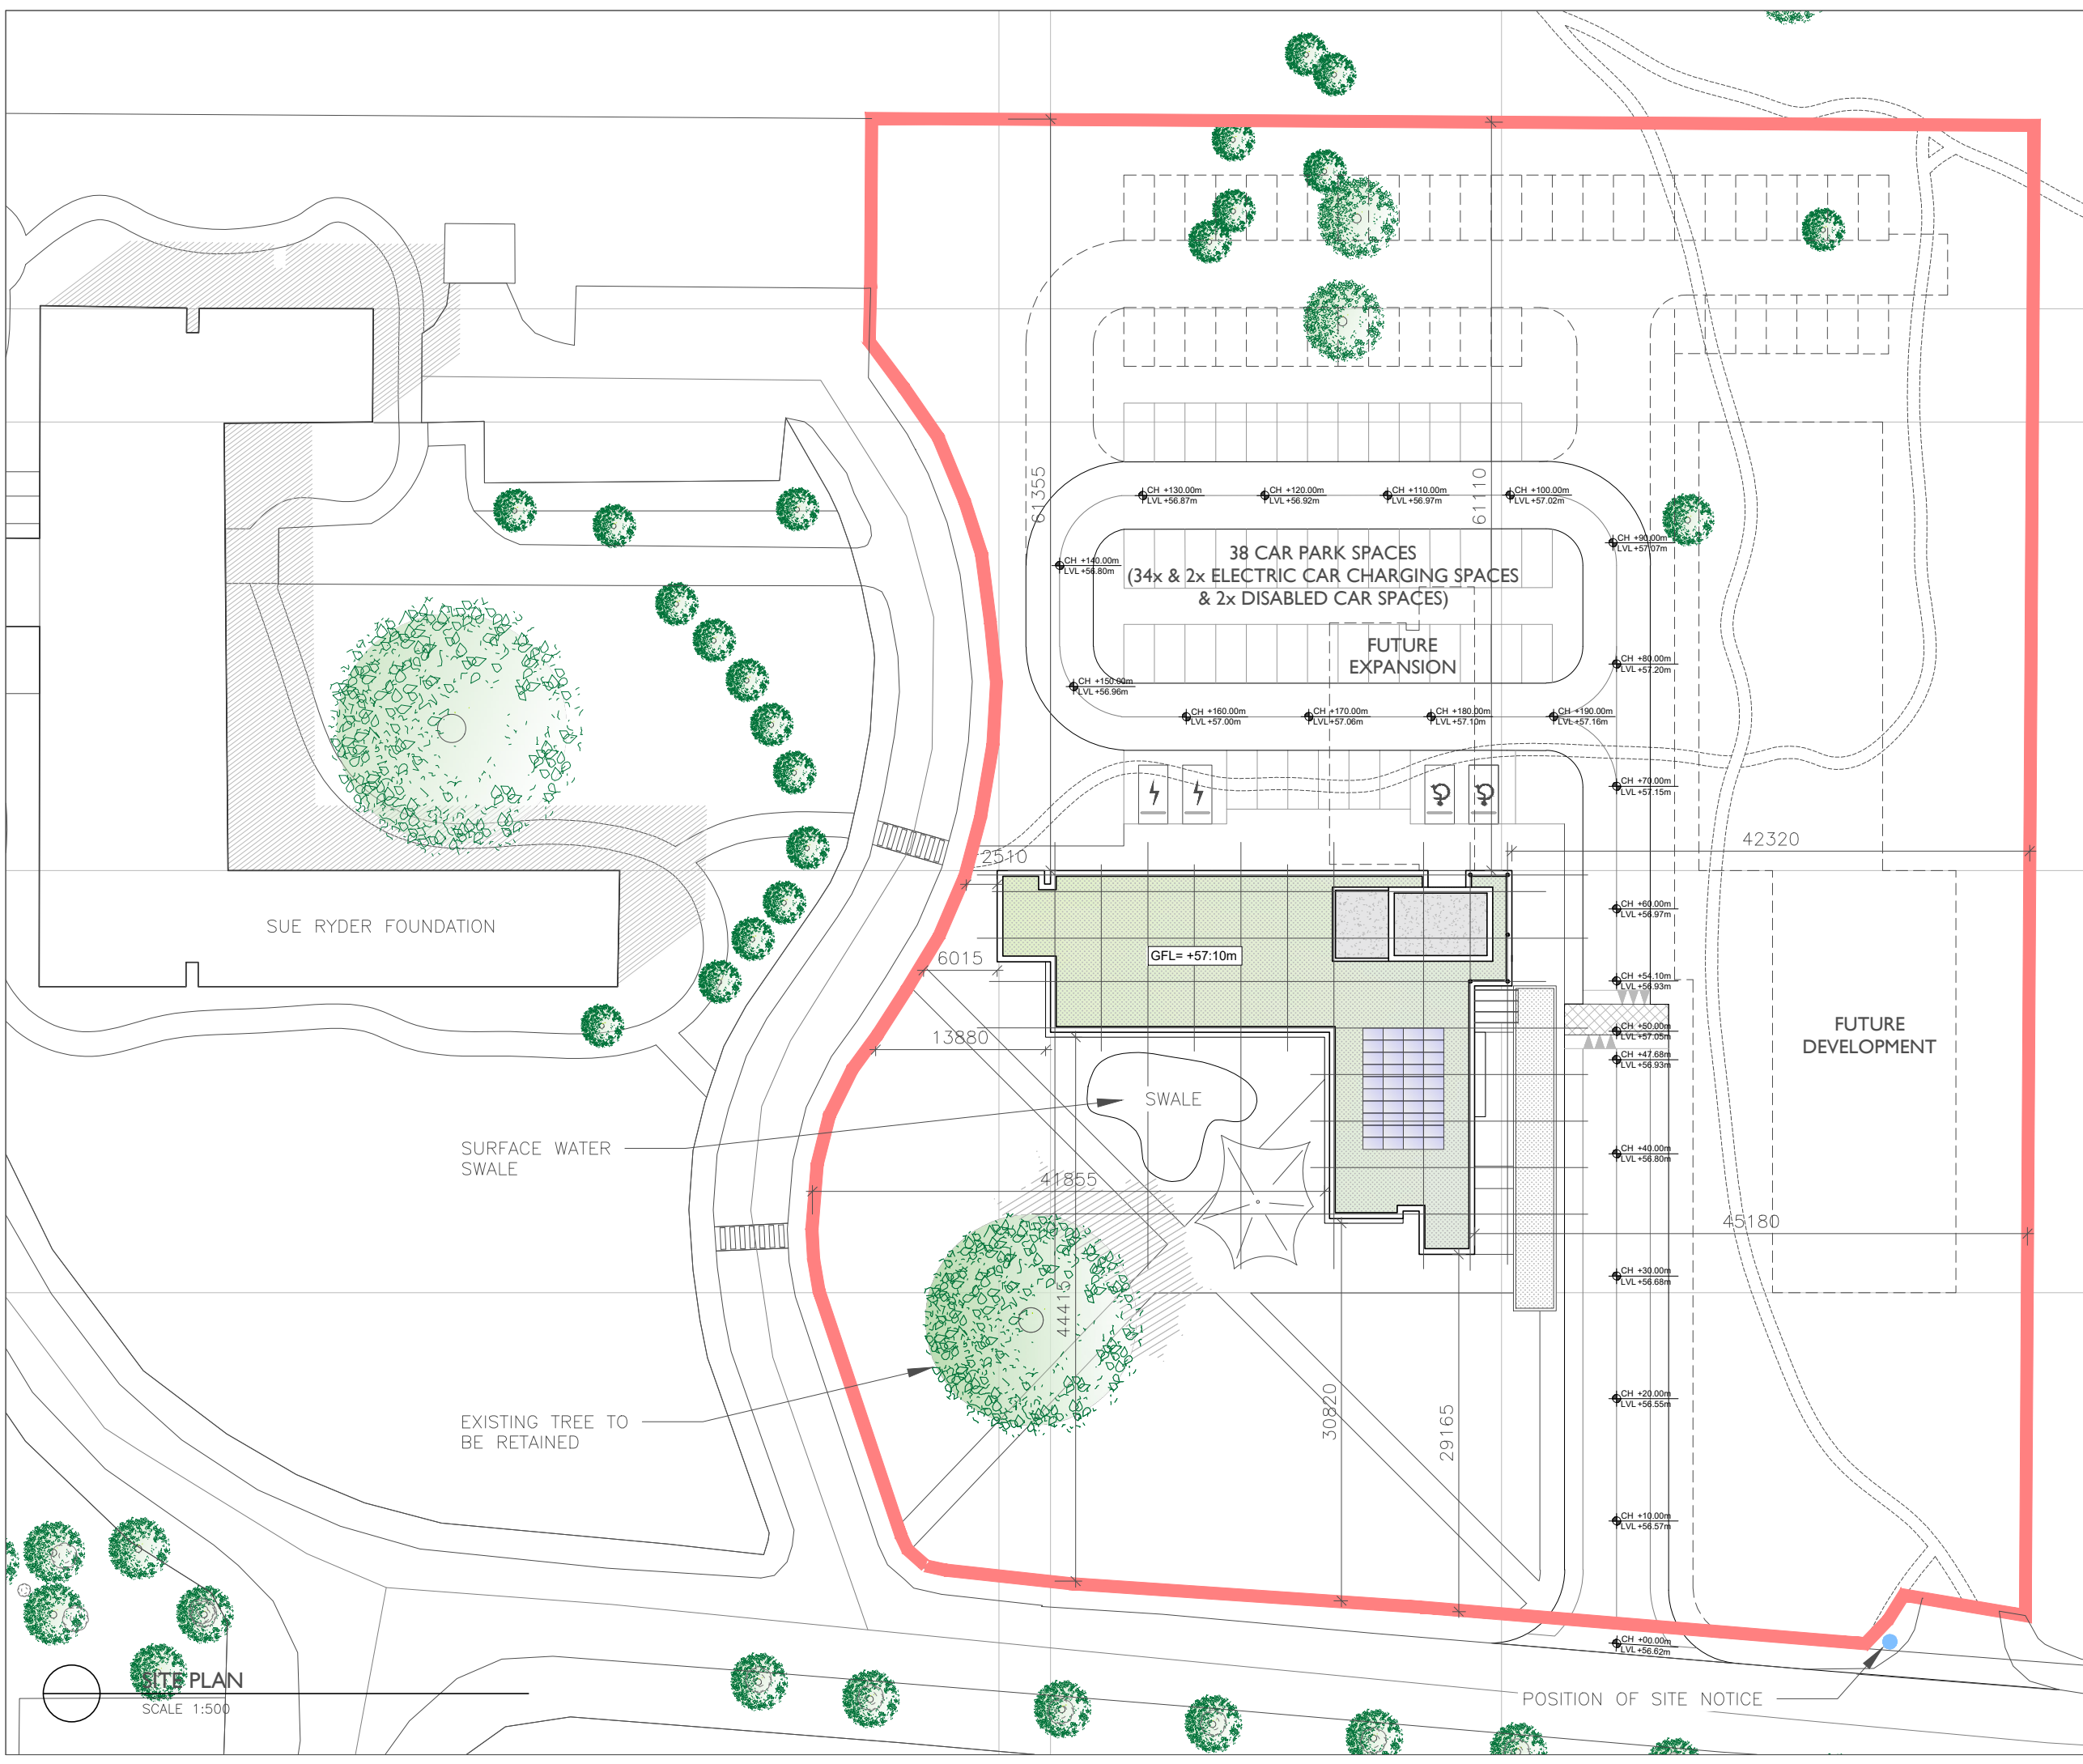 61355
61110
CH +130.00m
LVL +56.87m
CH +120.00m
LVL +56.92m
CH +110.00m
LVL +56.97m
CH +100.00m
LVL +57.02m
CH +90.00m
LVL +57.07m
38 CAR PARK SPACES
(34x & 2x ELECTRIC CAR CHARGING SPACES
& 2x DISABLED CAR SPACES)
CH +140.00m
LVL +56.80m
FUTURE
EXPANSION
CH +80.00m
LVL +57.20m
CH +150.00m
LVL +56.96m
CH +160.00m
LVL +57.00m
CH +170.00m
LVL +57.06m
CH +180.00m
LVL +57.10m
CH +190.00m
LVL +57.16m
CH +70.00m
LVL +57.15m
42320
2510
CH +60.00m
LVL +56.97m
SUE RYDER FOUNDATION
6015
GFL= +57:10m
CH +54.10m
LVL +56.93m
13880
CH +50.00m
LVL +57.05m
CH +47.68m
LVL +56.93m
FUTURE
DEVELOPMENT
SWALE
SURFACE WATER
SWALE
CH +40.00m
LVL +56.80m
41855
45180
CH +30.00m
LVL +56.68m
44415
30820
29165
EXISTING TREE TO
BE RETAINED
CH +20.00m
LVL +56.55m
CH +10.00m
LVL +56.57m
CH +00.00m
LVL +56.62m
SITE PLAN
SCALE 1:500
POSITION OF SITE NOTICE